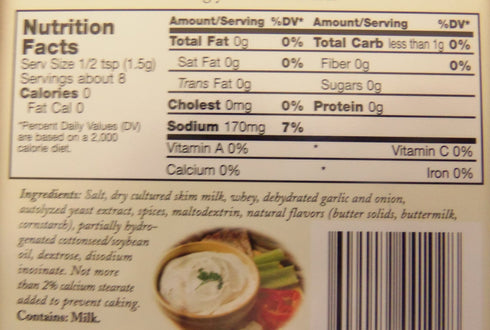 Nutrition
Facts
Serv Size 1/2 tsp (1.5g)
Servings about 8
Calories 0
Fat Cal 0
*Percent Daily Values (DV)
are based on a 2,000
calorie diet.
Amount/Serving %DV* Amount/Serving %DV*
Total Fat 0g 0% Total Carb less than 1g 0%
Sat Fat 0g 0% Fiber 0g 0%
Trans Fat 0g Sugars 0g
Cholest 0mg 0% Protein 0g
Sodium 170mg 7%
Vitamin A 0% * Vitamin C 0%
Calcium 0% * Iron 0%
Ingredients: Salt, dry cultured skim milk, whey, dehydrated garlic and onion,
autolyzed yeast extract, spices, maltodextrin, natural flavors (butter solids, buttermilk,
cornstarch), partially hydro-
genated cottonseed/soybean
oil, dextrose, disodium
inosinate. Not more
than 2% calcium stearate
added to prevent caking.
Contains: Milk.